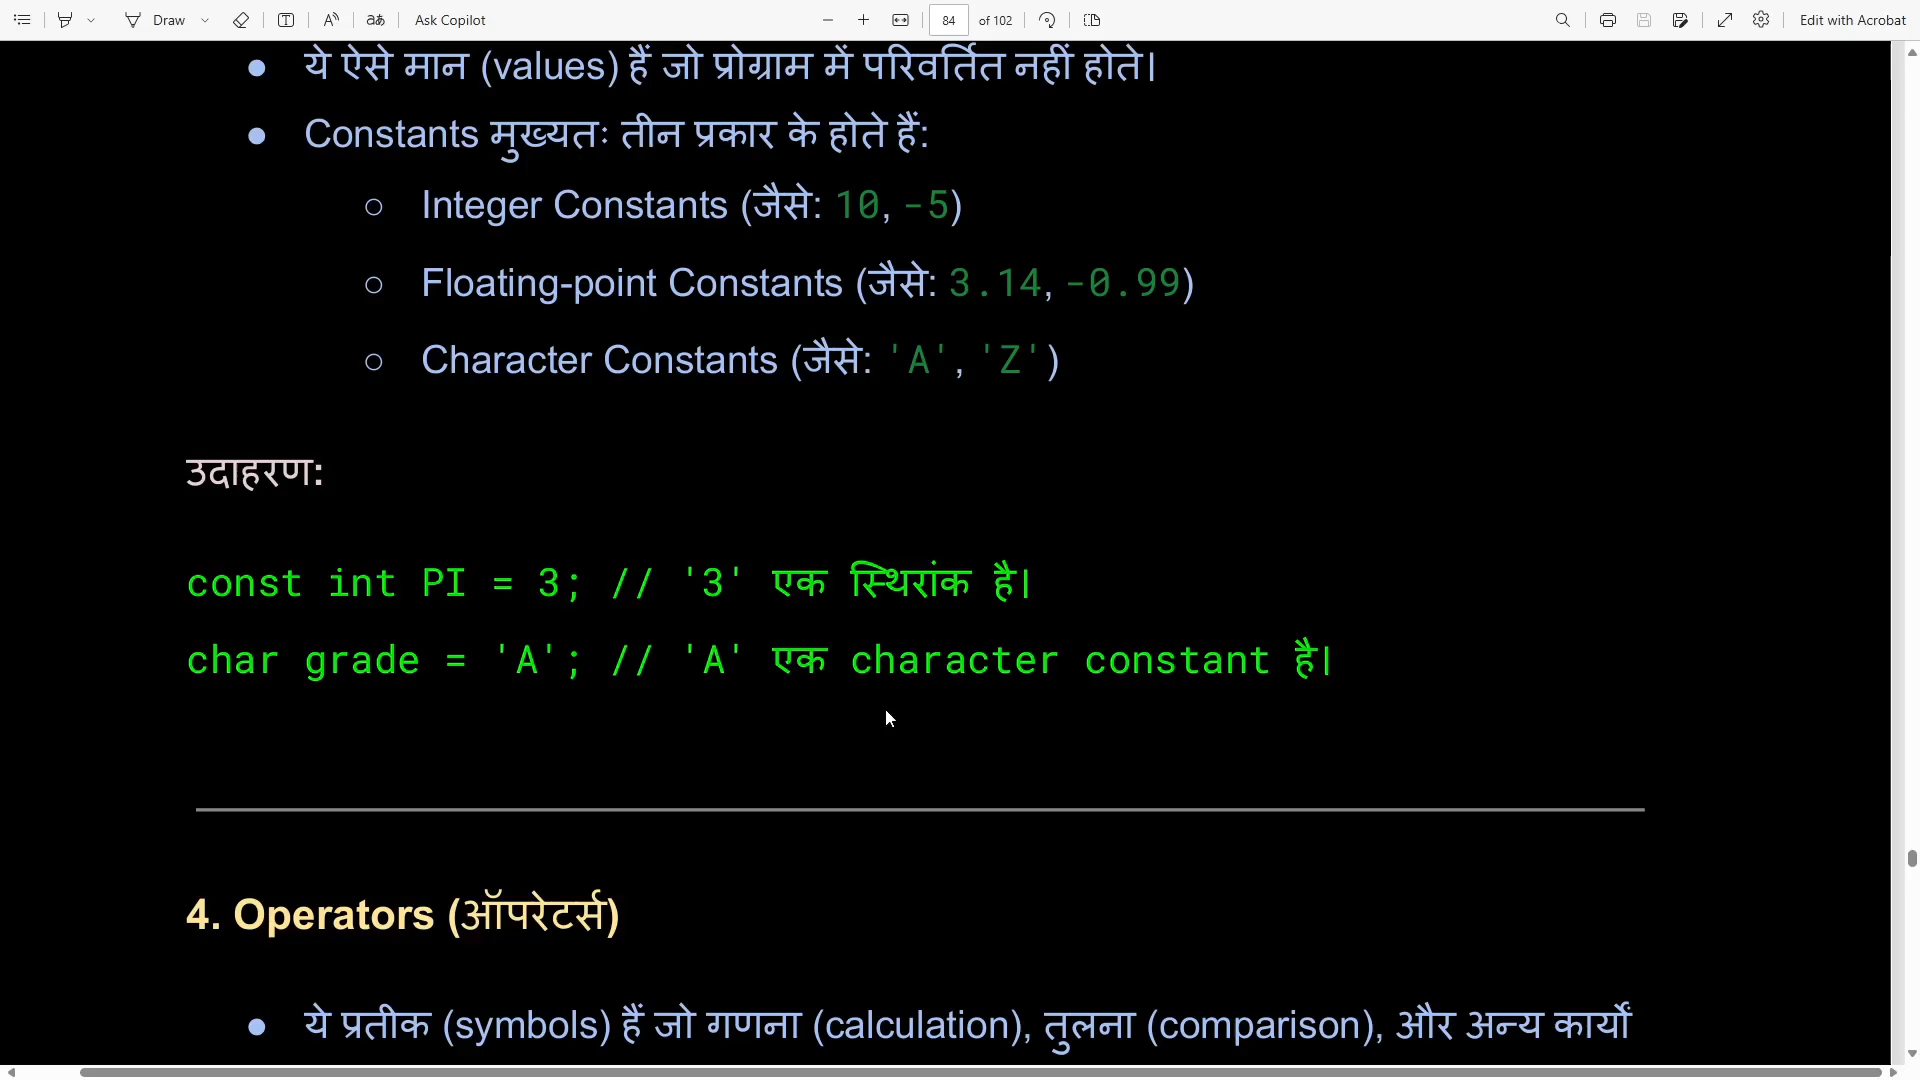 Draw Ask Copilot 84 of 102 Edit with Acrobat
ये ऐसे मान (values) हैं जो प्रोग्राम में परिवर्तित नहीं होते।
Constants मुख्यतः तीन प्रकार के होते हैं:
Integer Constants (जैसे: 10, -5)
Floating-point Constants (जैसे: 3.14, -0.99)
Character Constants (जैसे: 'A', 'Z')
उदाहरण:
const int PI = 3; // '3' एक स्थिरांक है।
char grade = 'A'; // 'A' एक character constant है।
4. Operators (ऑपरेटर्स)
ये प्रतीक (symbols) हैं जो गणना (calculation), तुलना (comparison), और अन्य कार्यों